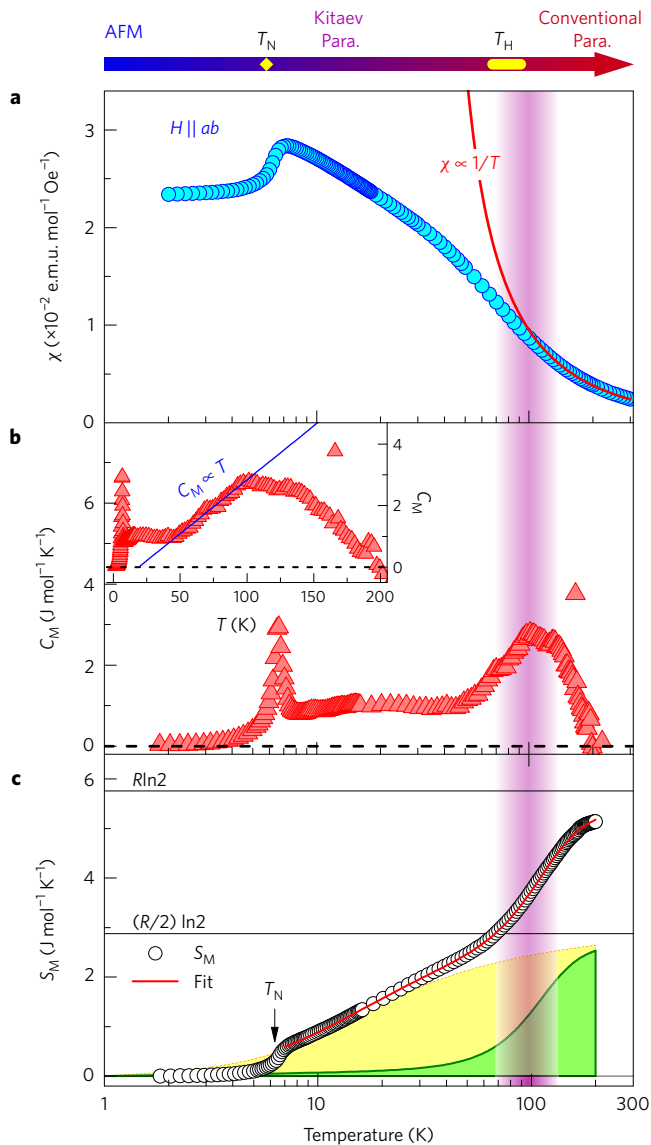 AFM
T_N
Kitaev
Para.
T_H
Conventional
Para.
a
H || ab
χ ∝ 1/T
3
2
1
0
χ (×10⁻² e.m.u. mol⁻¹ Oe⁻¹)
b
C_M ∝ T
4
2
0
C_M
0
50
100
150
200
T (K)
6
4
2
0
C_M (J mol⁻¹ K⁻¹)
c
Rln2
(R/2) ln2
S_M
Fit
T_N
6
4
2
0
S_M (J mol⁻¹ K⁻¹)
1
10
100
300
Temperature (K)